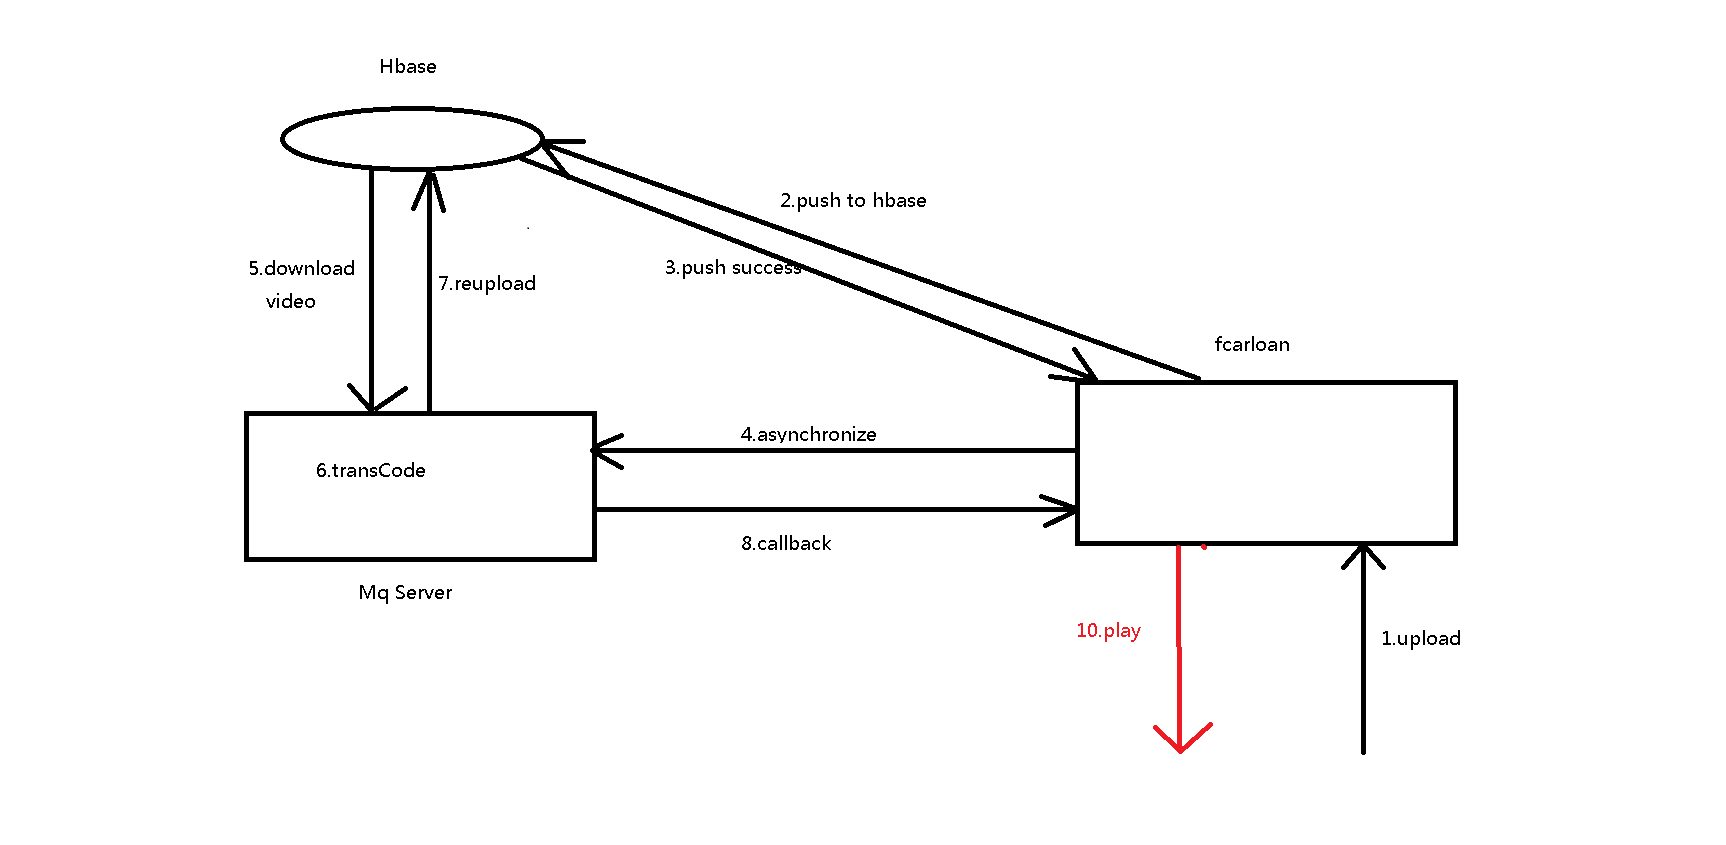 Hbase
2.push to hbase
3.push success
5.download
video
7.reupload
fcarloan
4.asynchronize
6.transCode
8.callback
Mq Server
10.play
1.upload